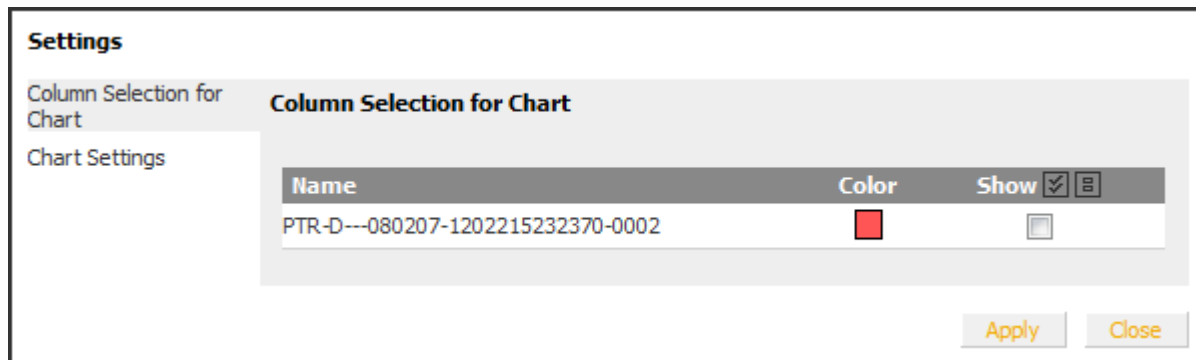 Settings
Column Selection for
Chart
Chart Settings
Column Selection for Chart
Name Color Show
PTR-D---080207-1202215232370-0002
Apply Close